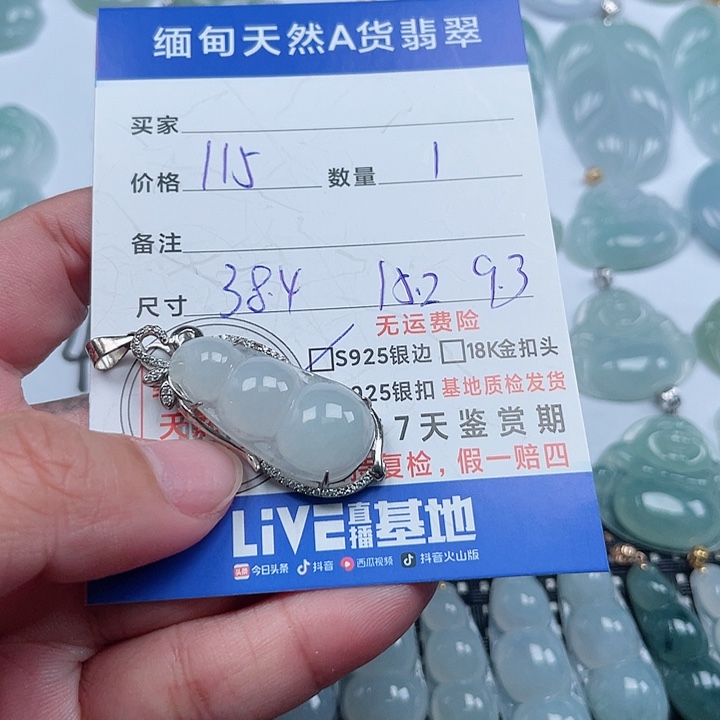 缅甸天然A货翡翠
买家
价格 115 数量 1
备注
尺寸 38.4 15.2 9.3
无运费险
S925银边 18K金扣头
925银扣 基地质检发货
7天鉴赏期
复检，假一赔四
LiVE直播基地
头条 今日头条 抖音 西瓜视频 抖音火山版